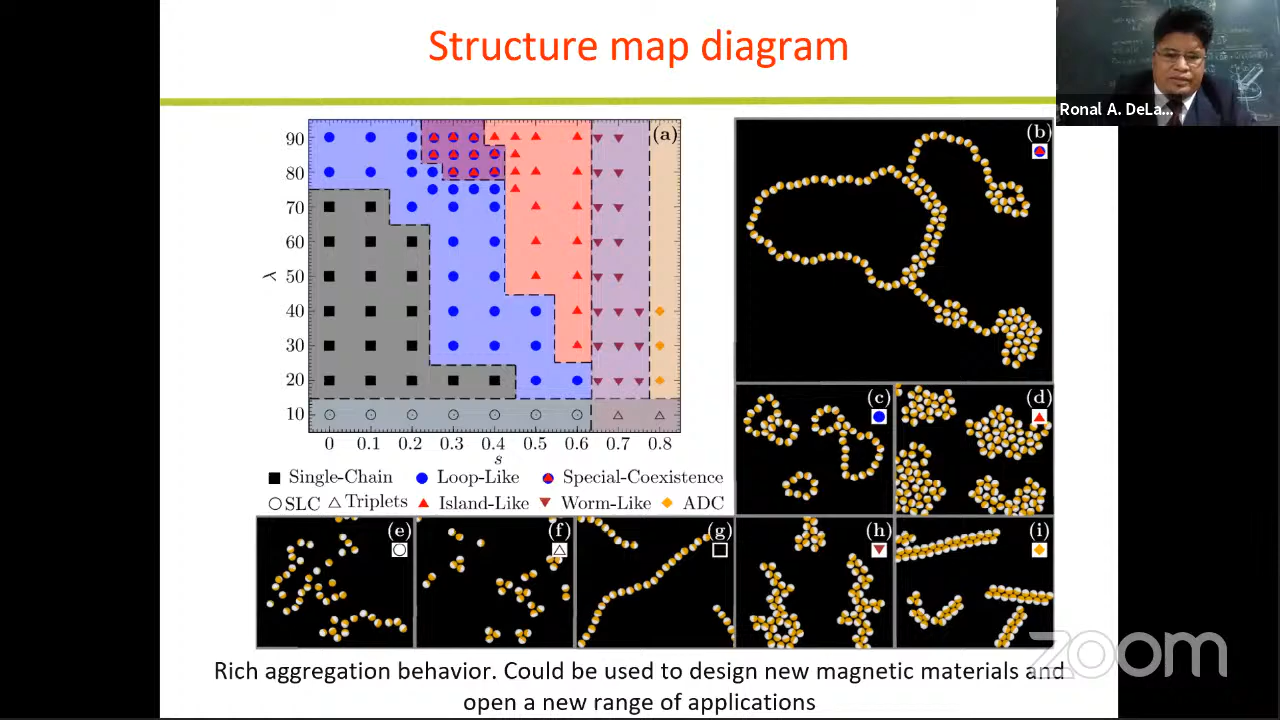 Structure map diagram
Ronal A. DeLa...
(a)
90
80
70
60
50
40
30
20
10
λ
0 0.1 0.2 0.3 0.4 0.5 0.6 0.7 0.8
s
Single-Chain Loop-Like Special-Coexistence
SLC Triplets Island-Like Worm-Like ADC
(b)
(c)
(d)
(e)
(f)
(g)
(h)
(i)
zoom
Rich aggregation behavior. Could be used to design new magnetic materials and
open a new range of applications